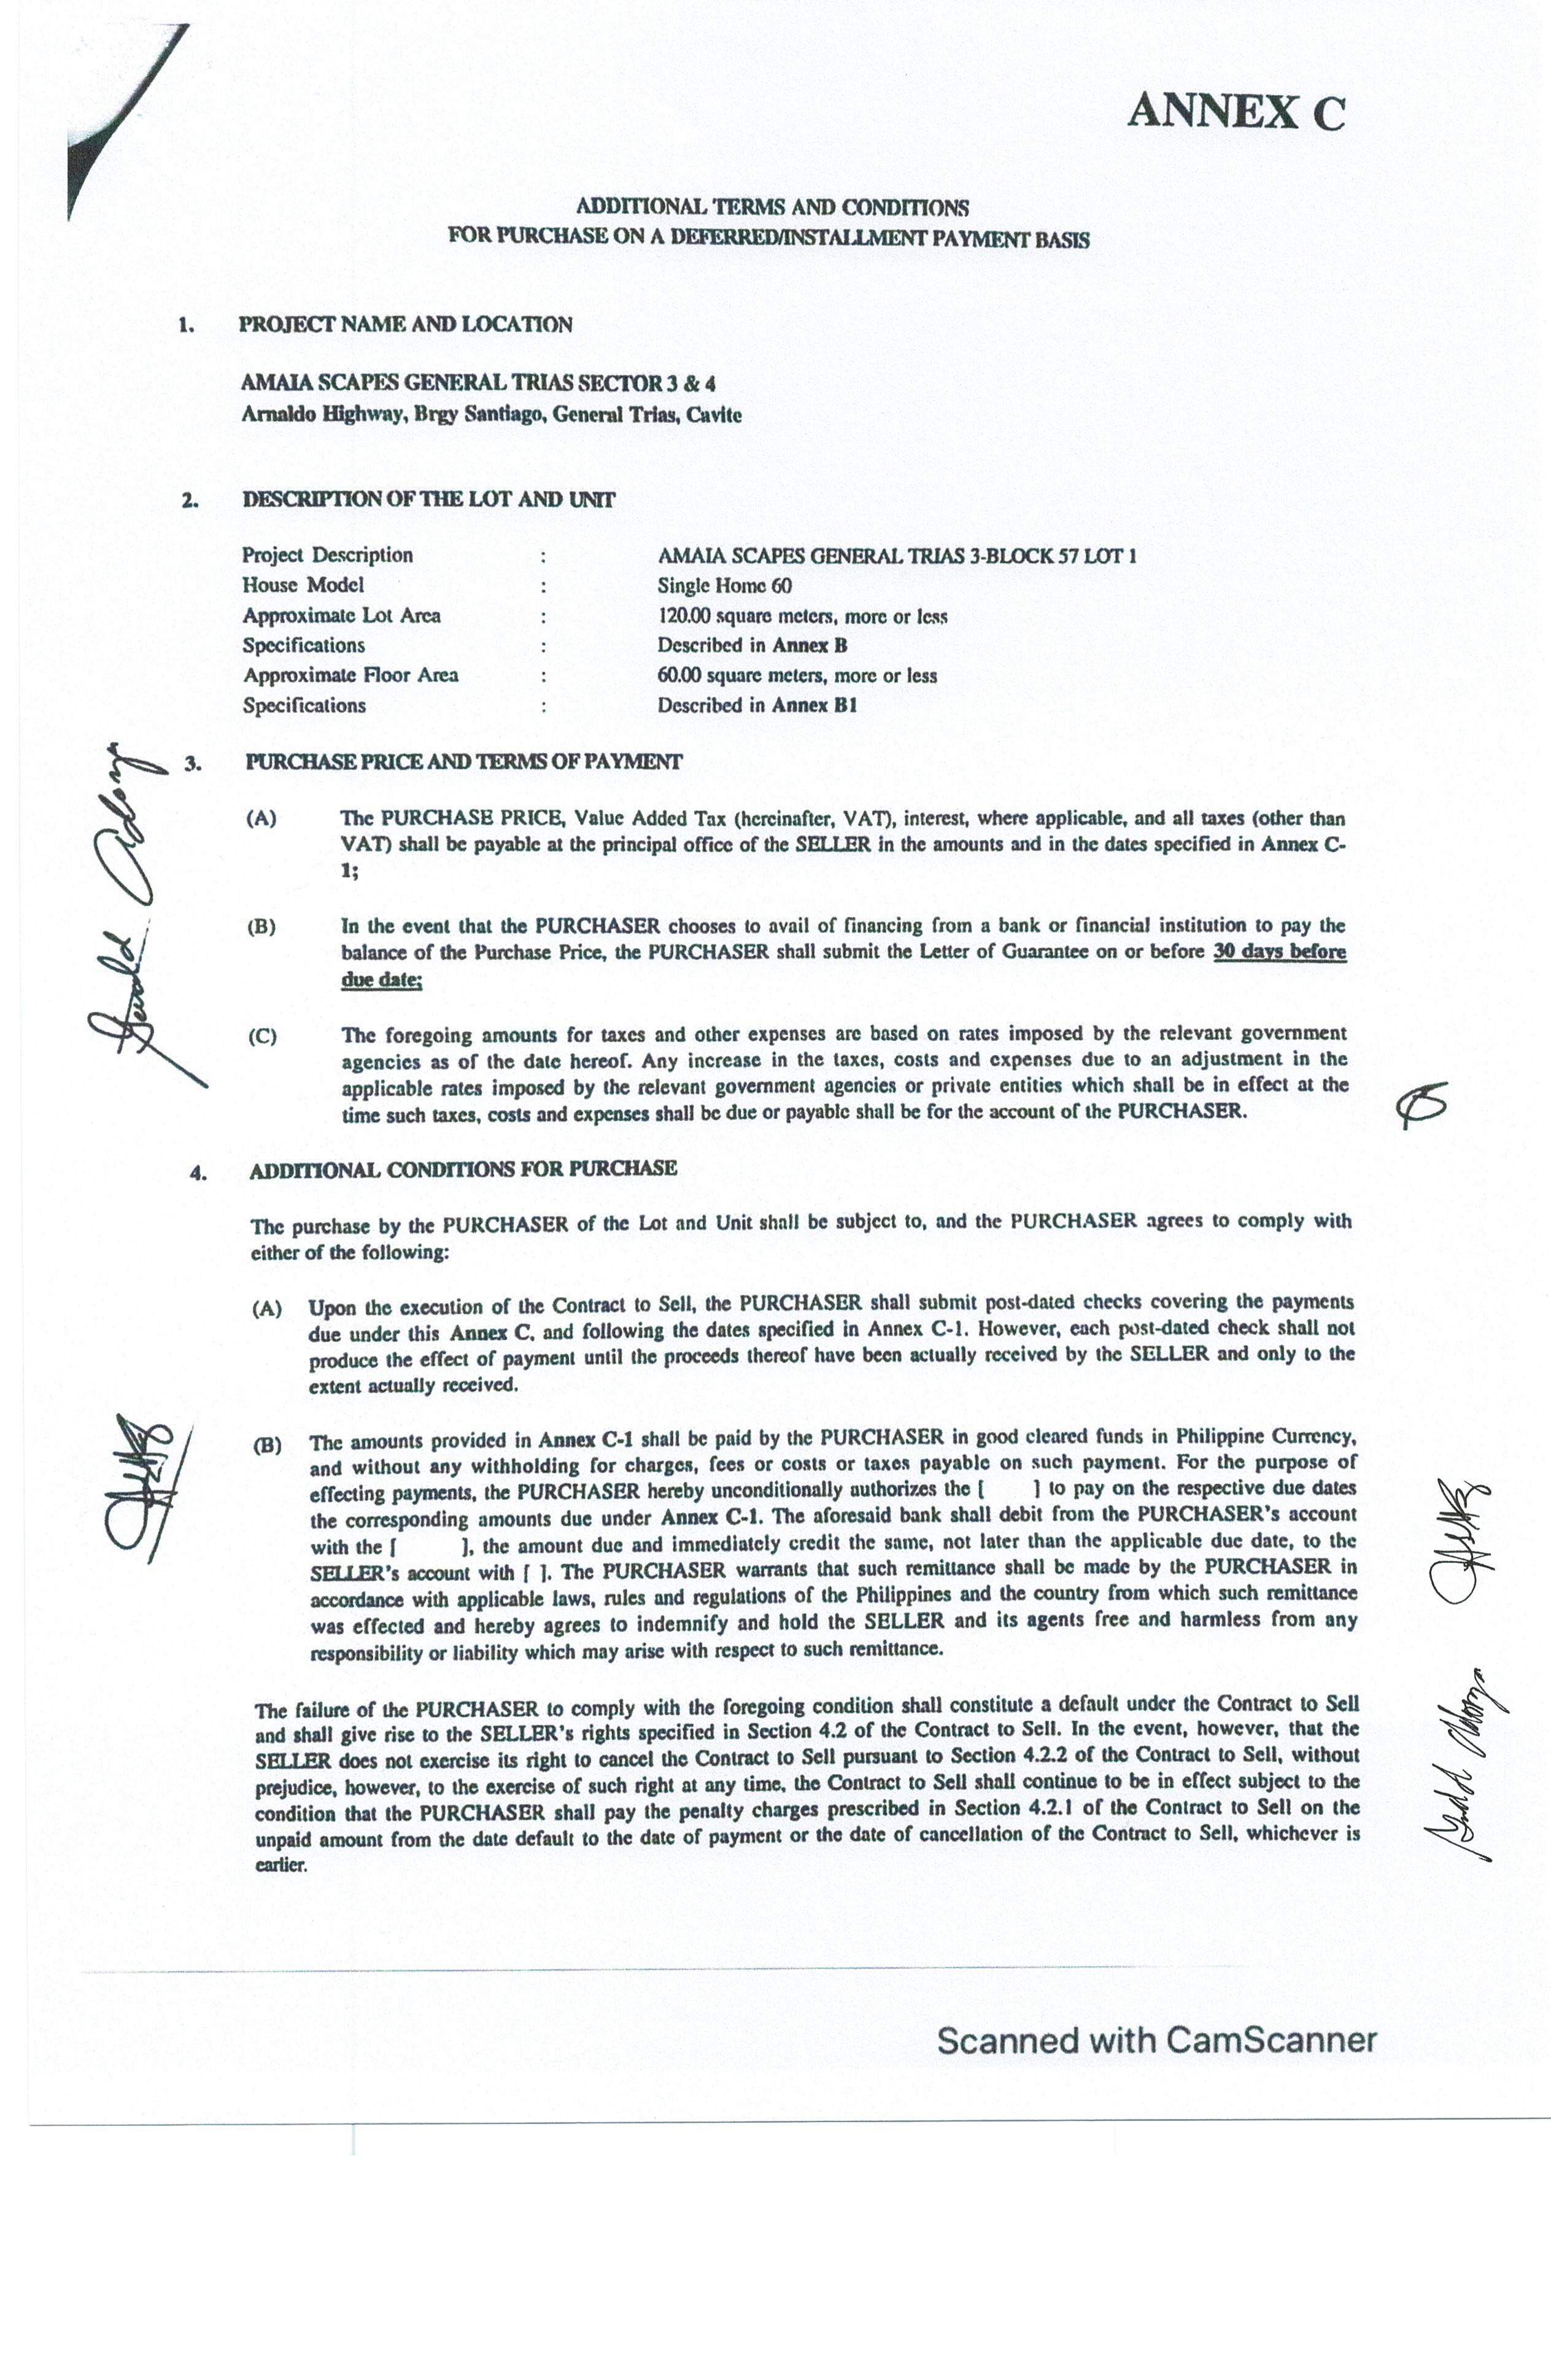 ANNEX C
ADDITIONAL TERMS AND CONDITIONS
FOR PURCHASE ON A DEFERRED/INSTALLMENT PAYMENT BASIS
1. PROJECT NAME AND LOCATION
AMAIA SCAPES GENERAL TRIAS SECTOR 3 & 4
Arnaldo Highway, Brgy Santiago, General Trias, Cavite
2. DESCRIPTION OF THE LOT AND UNIT
Project Description : AMAIA SCAPES GENERAL TRIAS 3-BLOCK 57 LOT 1
House Model : Single Home 60
Approximate Lot Area : 120.00 square meters, more or less
Specifications : Described in Annex B
Approximate Floor Area : 60.00 square meters, more or less
Specifications : Described in Annex B1
3. PURCHASE PRICE AND TERMS OF PAYMENT
(A) The PURCHASE PRICE, Value Added Tax (hereinafter, VAT), interest, where applicable, and all taxes (other than
VAT) shall be payable at the principal office of the SELLER in the amounts and in the dates specified in Annex C-
1;
(B) In the event that the PURCHASER chooses to avail of financing from a bank or financial institution to pay the
balance of the Purchase Price, the PURCHASER shall submit the Letter of Guarantee on or before 30 days before
due date;
(C) The foregoing amounts for taxes and other expenses are based on rates imposed by the relevant government
agencies as of the date hereof. Any increase in the taxes, costs and expenses due to an adjustment in the
applicable rates imposed by the relevant government agencies or private entities which shall be in effect at the
time such taxes, costs and expenses shall be due or payable shall be for the account of the PURCHASER.
4. ADDITIONAL CONDITIONS FOR PURCHASE
The purchase by the PURCHASER of the Lot and Unit shall be subject to, and the PURCHASER agrees to comply with
either of the following:
(A) Upon the execution of the Contract to Sell, the PURCHASER shall submit post-dated checks covering the payments
due under this Annex C, and following the dates specified in Annex C-1. However, each post-dated check shall not
produce the effect of payment until the proceeds thereof have been actually received by the SELLER and only to the
extent actually received.
(B) The amounts provided in Annex C-1 shall be paid by the PURCHASER in good cleared funds in Philippine Currency,
and without any withholding for charges, fees or costs or taxes payable on such payment. For the purpose of
effecting payments, the PURCHASER hereby unconditionally authorizes the [ ] to pay on the respective due dates
the corresponding amounts due under Annex C-1. The aforesaid bank shall debit from the PURCHASER's account
with the [ ], the amount due and immediately credit the same, not later than the applicable due date, to the
SELLER's account with [ ]. The PURCHASER warrants that such remittance shall be made by the PURCHASER in
accordance with applicable laws, rules and regulations of the Philippines and the country from which such remittance
was effected and hereby agrees to indemnify and hold the SELLER and its agents free and harmless from any
responsibility or liability which may arise with respect to such remittance.
The failure of the PURCHASER to comply with the foregoing condition shall constitute a default under the Contract to Sell
and shall give rise to the SELLER's rights specified in Section 4.2 of the Contract to Sell. In the event, however, that the
SELLER does not exercise its right to cancel the Contract to Sell pursuant to Section 4.2.2 of the Contract to Sell, without
prejudice, however, to the exercise of such right at any time, the Contract to Sell shall continue to be in effect subject to the
condition that the PURCHASER shall pay the penalty charges prescribed in Section 4.2.1 of the Contract to Sell on the
unpaid amount from the date default to the date of payment or the date of cancellation of the Contract to Sell, whichever is
earlier.
Scanned with CamScanner